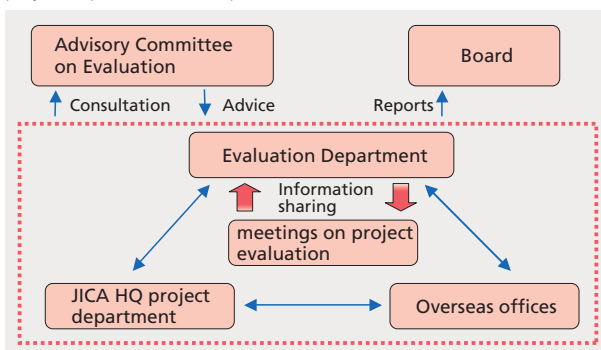 Advisory Committee
on Evaluation
Board
Consultation
Advice
Reports
Evaluation Department
Information
sharing
meetings on project
evaluation
JICA HQ project
department
Overseas offices